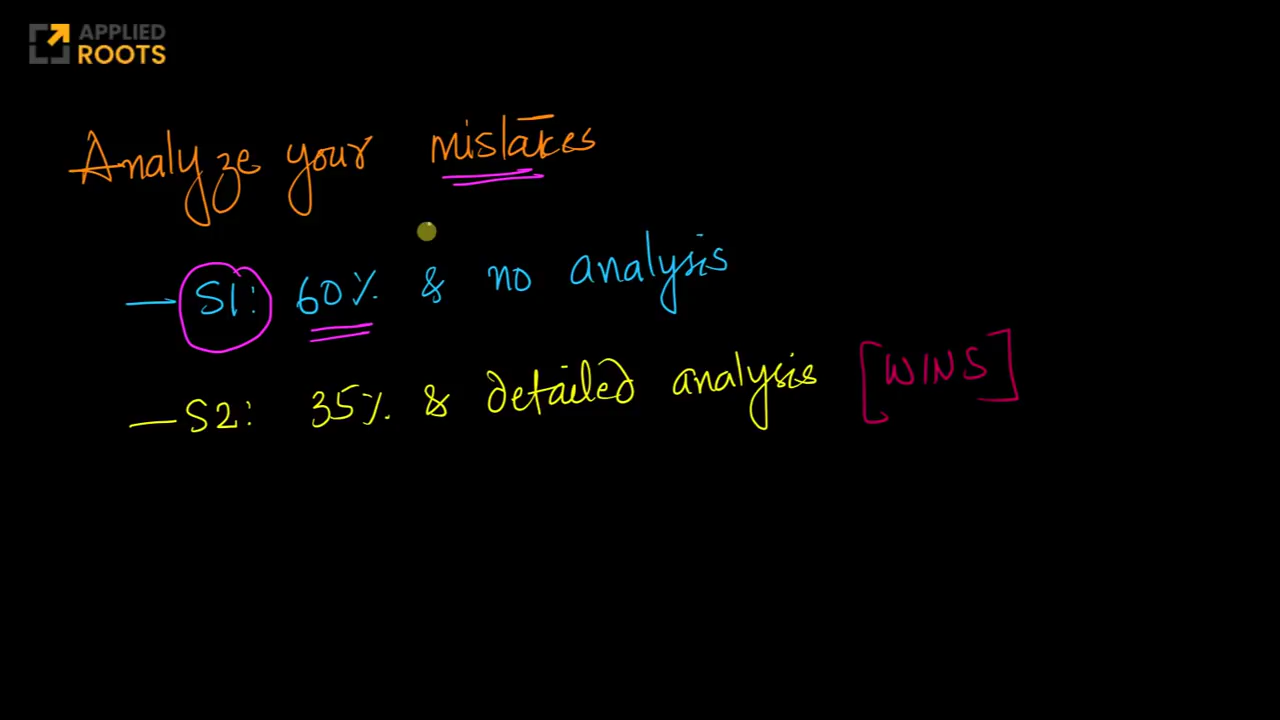 APPLIED
ROOTS
Analyze your mistakes
— S1: 60% & no analysis
— S2: 35% & detailed analysis [WINS]